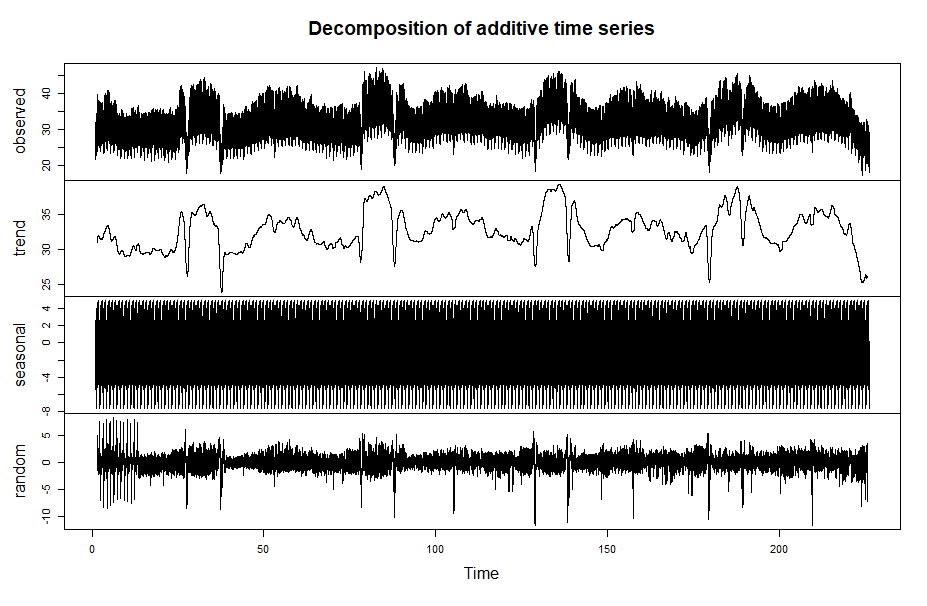 Decomposition of additive time series
observed
20 30 40
trend
25 30 35
seasonal
-8 -4 0 2 4
random
-10 -5 0 5
0 50 100 150 200
Time